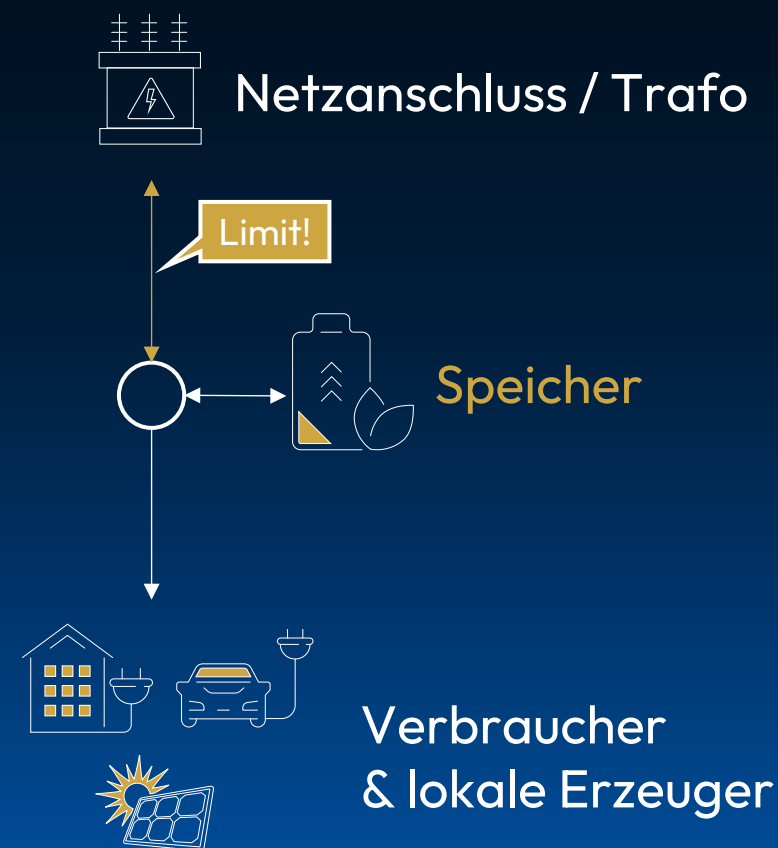 Netzanschluss / Trafo
Limit!
Speicher
Verbraucher
& lokale Erzeuger